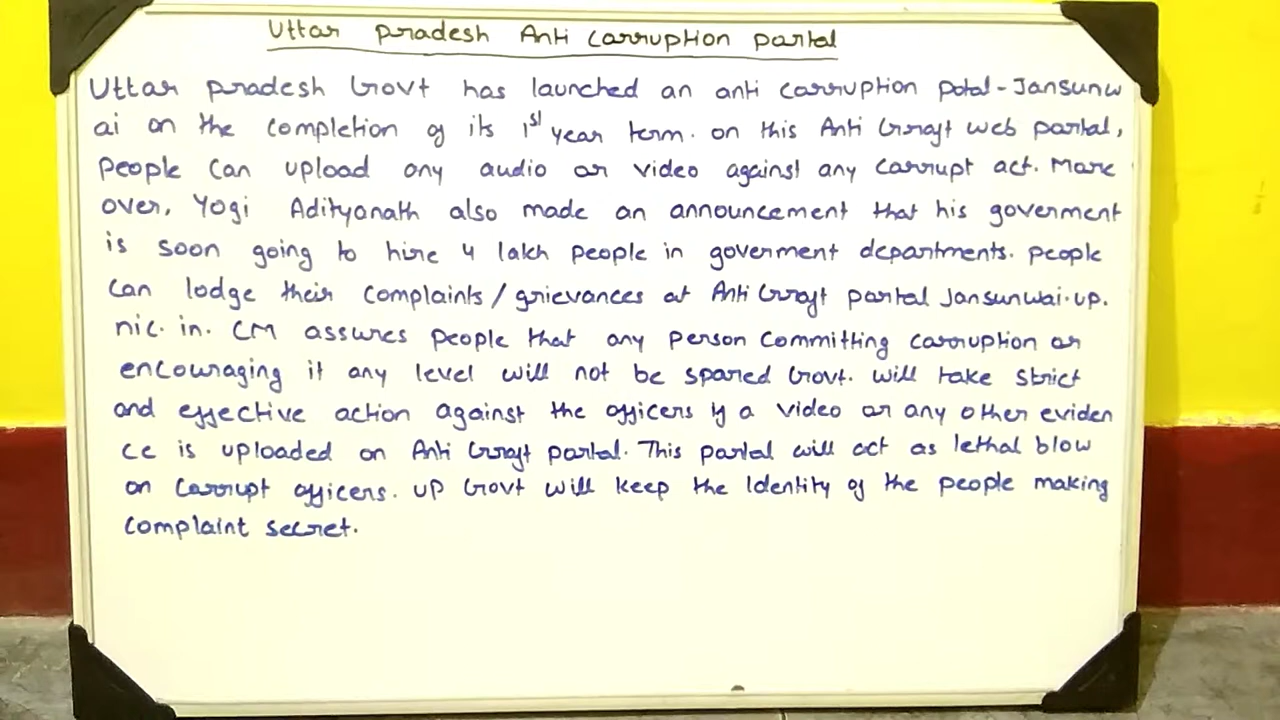 Uttar pradesh Anti corruption portal
Uttar pradesh Govt has launched an anti corruption potal-Jansunw
ai on the completion of its 1st year term. on this Anti Graft web portal,
people can upload any audio or video against any corrupt act. More
over, Yogi Adityanath also made an announcement that his goverment
is soon going to hire 4 lakh people in goverment departments. people
can lodge their complaints/grievances at Anti Graft portal Jansunwai.up.
nic.in. CM assures people that any person committing corruption or
encouraging it any level will not be spared Govt. will take strict
and effective action against the officers if a video or any other eviden
ce is uploaded on Anti Graft portal. This portal will act as lethal blow
on corrupt officers. UP Govt will keep the Identity of the people making
complaint secret.